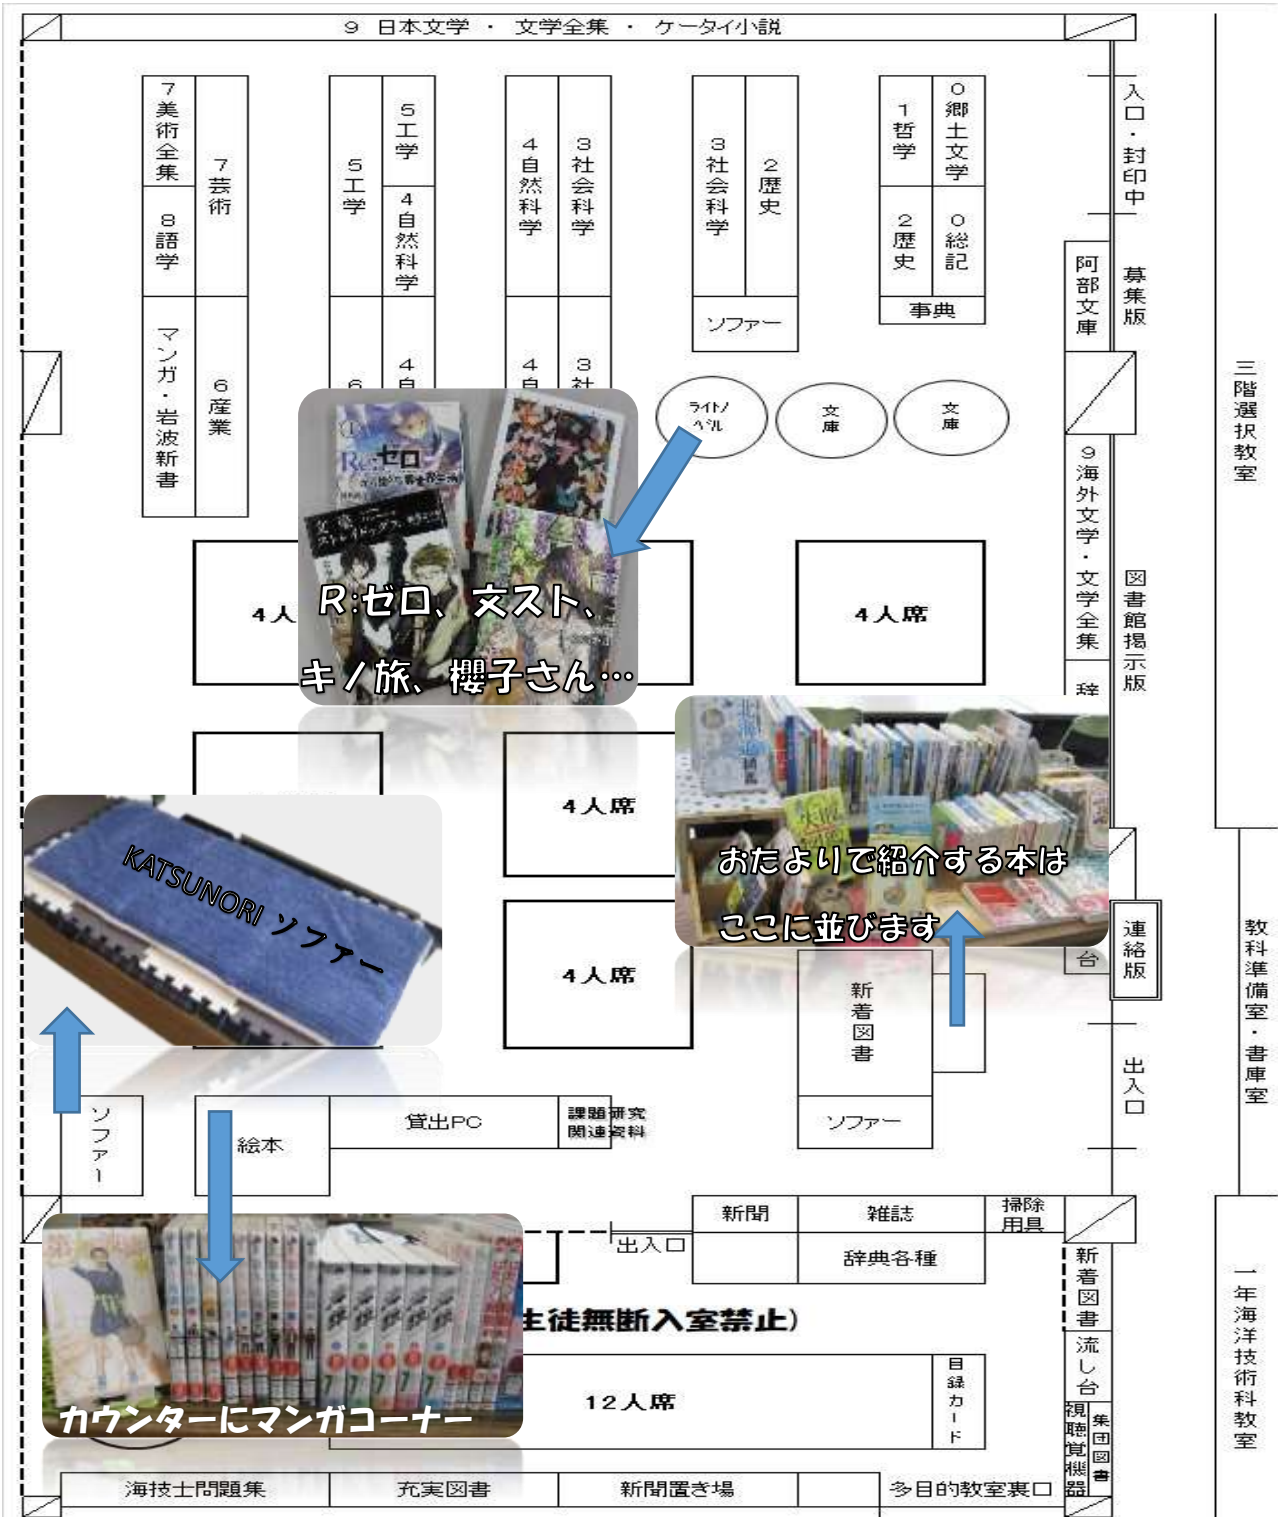 9 日本文学 ・ 文学全集 ・ ケータイ小説
7美術全集
7芸術
8語学
マンガ・岩波新書
6産業
5工学
5工学
4自然科学
6
4自
4自然科学
3社会科学
4自
3社
3社会科学
2歴史
ソファー
1哲学
0郷土文学
2歴史
0総記
事典
入口・封印中
阿部文庫
募集版
三階選択教室
ライトノベル
文庫
文庫
9海外文学・文学全集
図書館掲示版
辞
Re:ゼロ
R:ゼロ、文スト、
キノ旅、櫻子さん…
4人
4人席
4人席
4人席
北海道
おたよりで紹介する本は
ここに並びます
KATSUNORI ソファー
台
連絡版
教科準備室・書庫室
新着図書
ソファー
出入口
ソファー
絵本
貸出PC
課題研究
関連資料
新聞
雑誌
掃除用具
出入口
辞典各種
新着図書
流し台
視聴覚機器
集団図書
一年海洋技術科教室
生徒無断入室禁止)
12人席
目録カード
カウンターにマンガコーナー
海技士問題集
充実図書
新聞置き場
多目的教室裏口